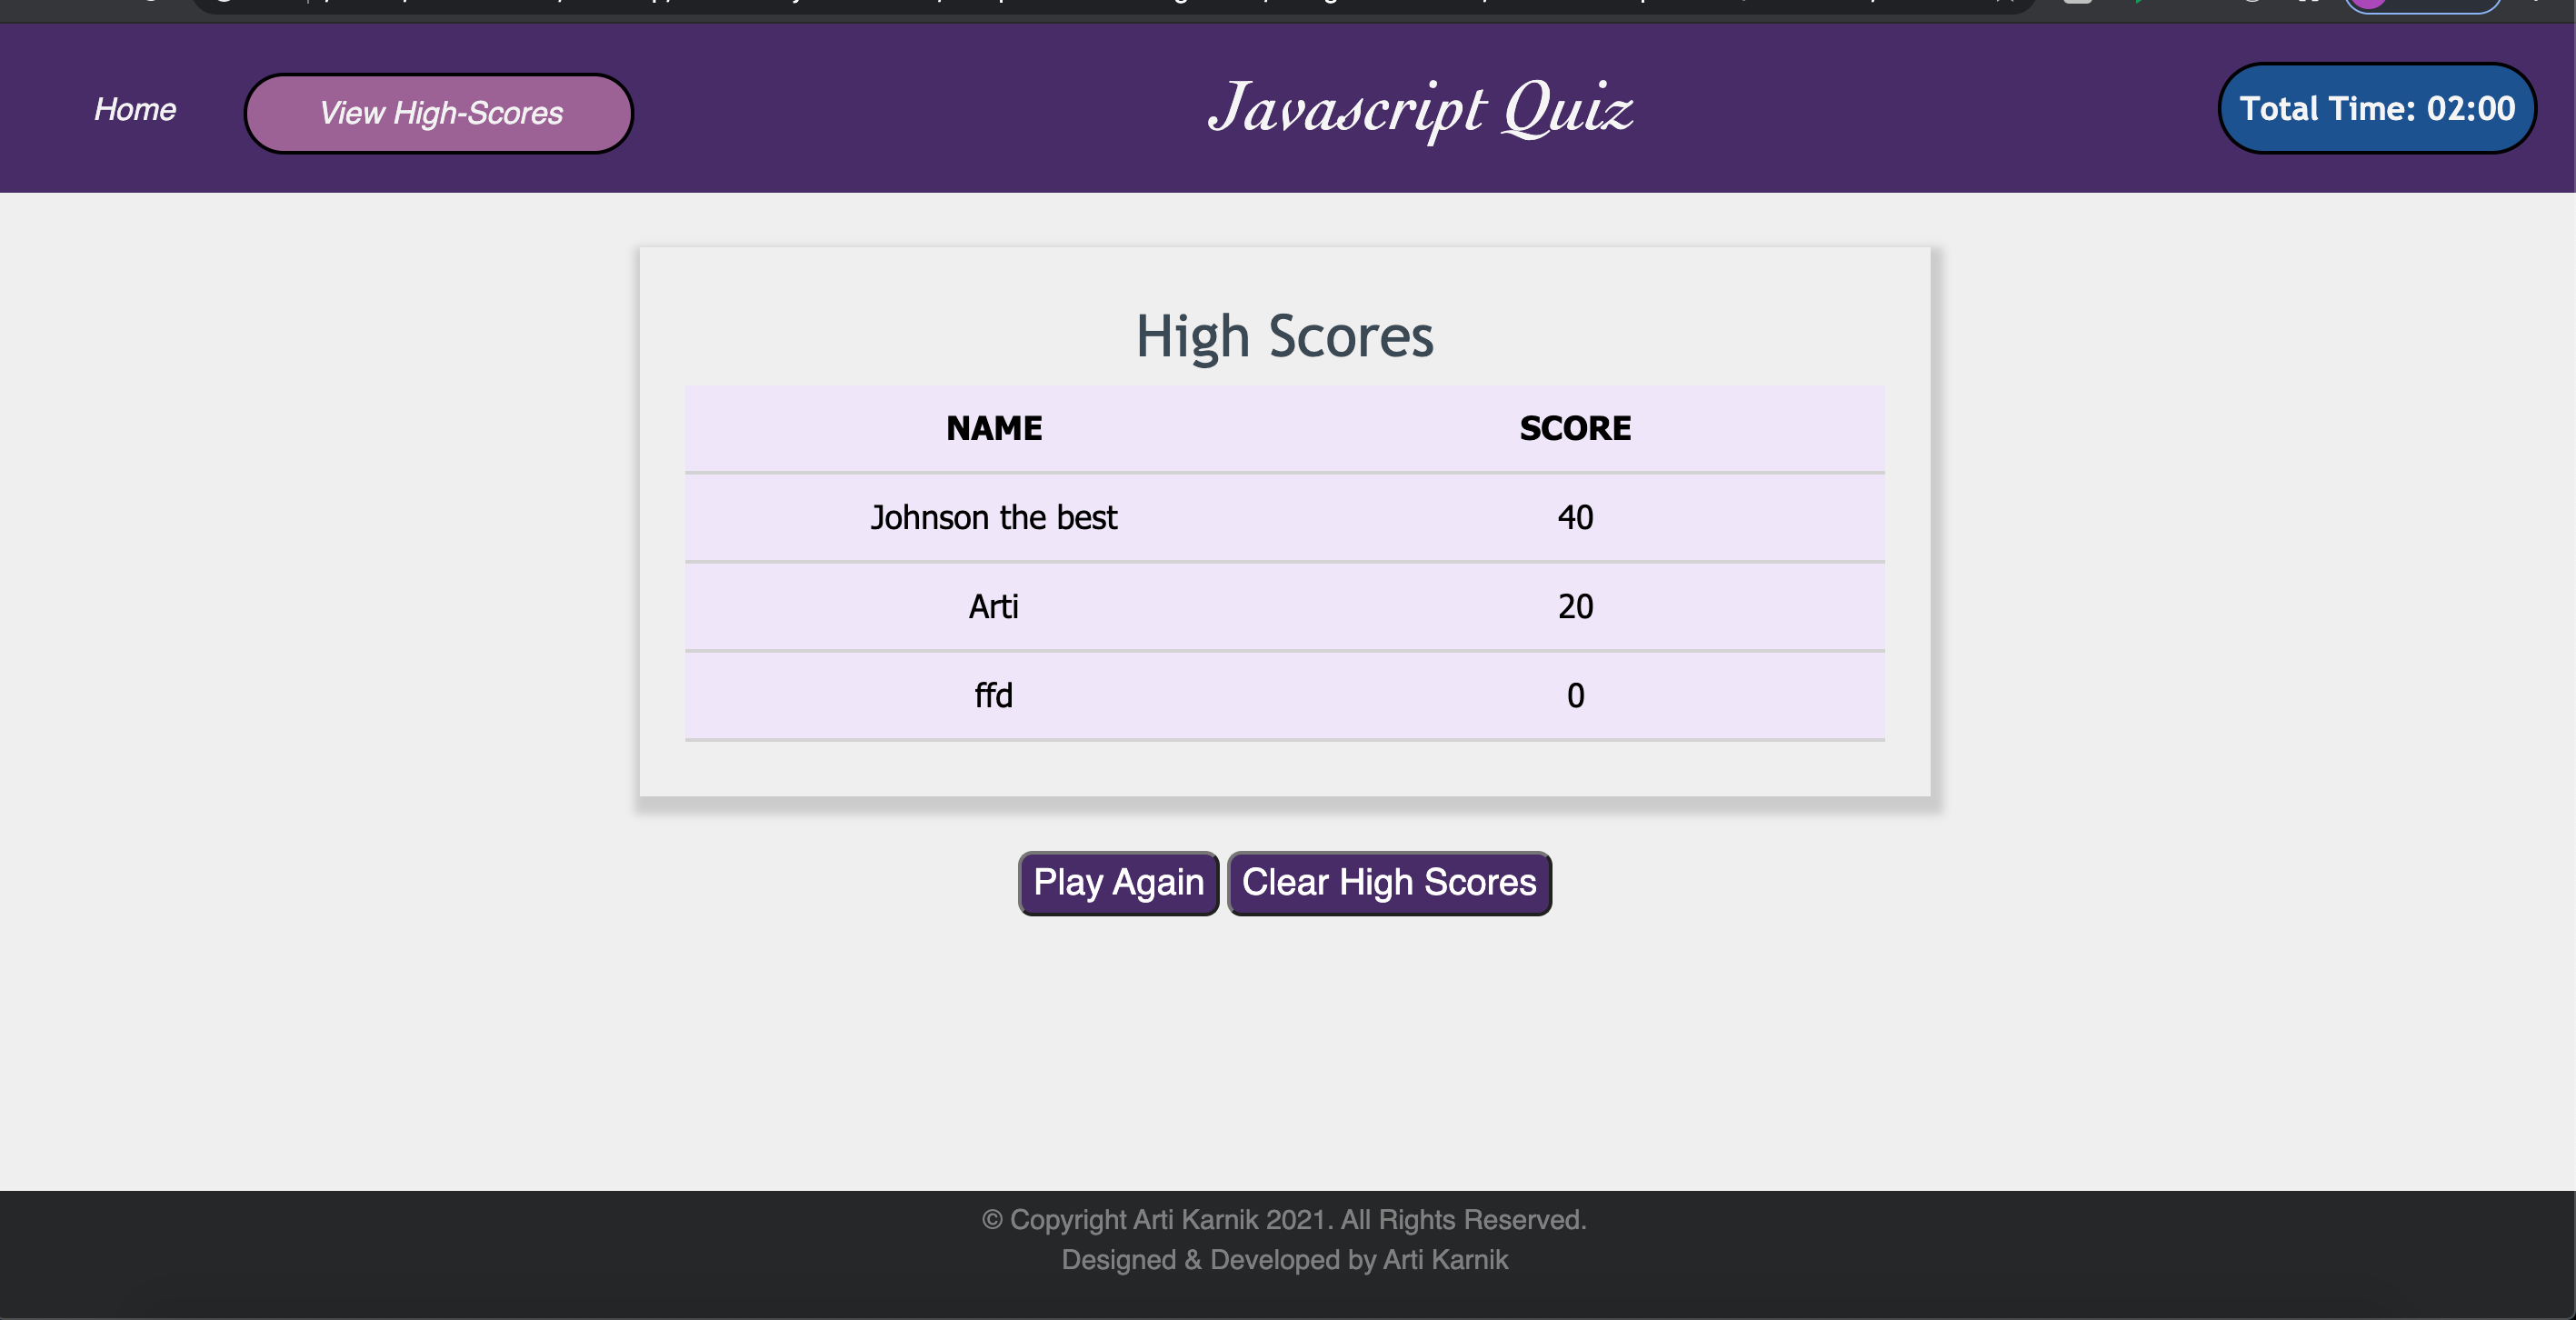 Home
View High-Scores
Javascript Quiz
Total Time: 02:00
High Scores
NAME SCORE
Johnson the best 40
Arti 20
ffd 0
Play Again Clear High Scores
© Copyright Arti Karnik 2021. All Rights Reserved.
Designed & Developed by Arti Karnik